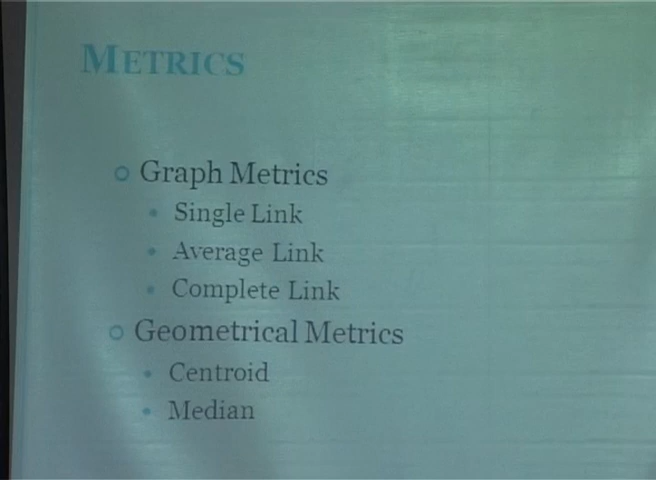 METRICS
Graph Metrics
Single Link
Average Link
Complete Link
Geometrical Metrics
Centroid
Median